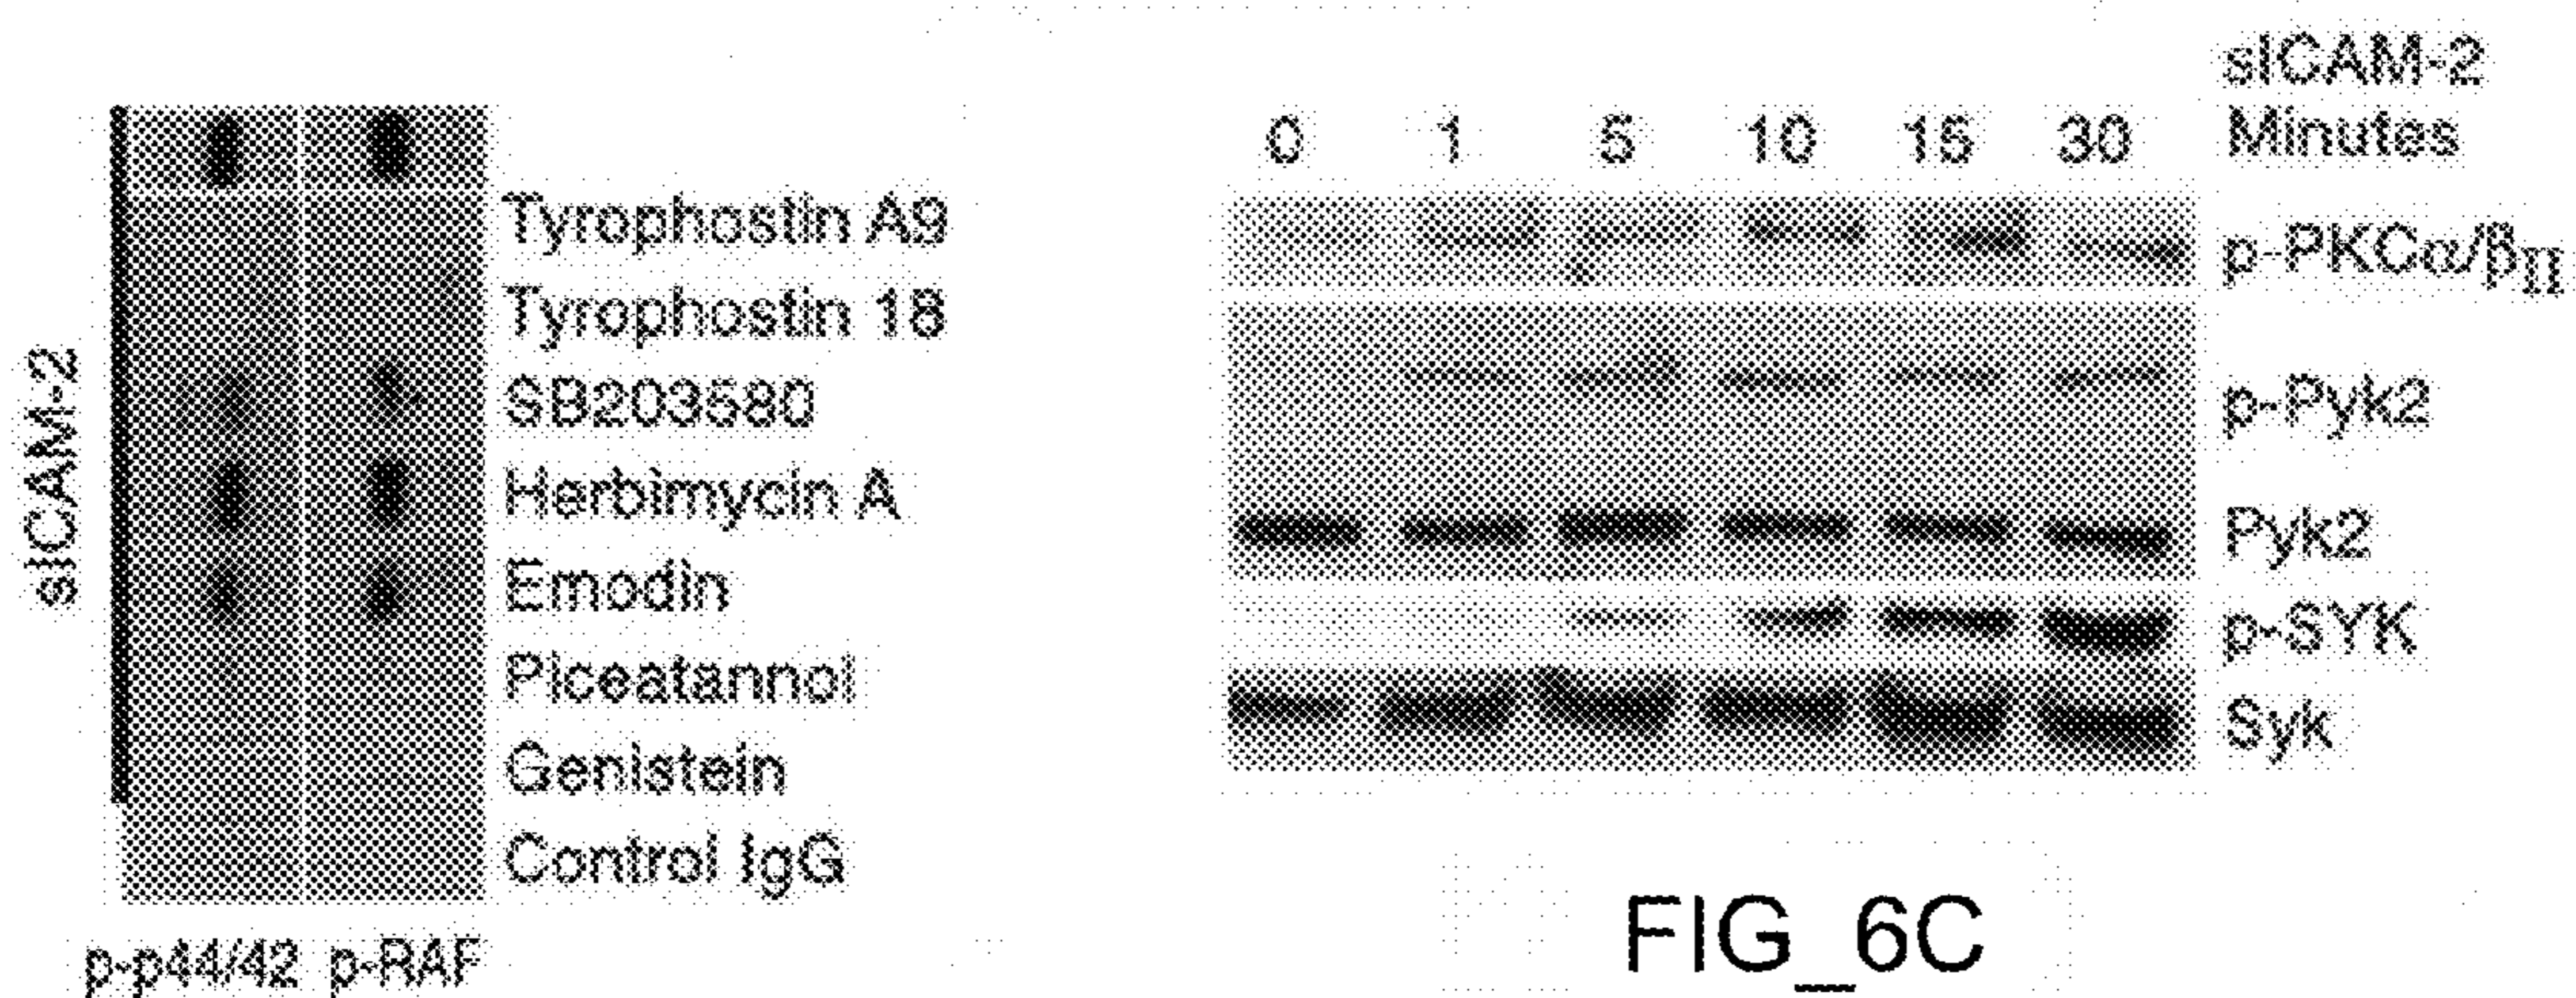 sICAM-2
Tyrophostin A9
Tyrophostin 18
SB203580
Herbimycin A
Emodin
Piceatannol
Genistein
Control IgG
p-p44/42 p-RAF
sICAM-2
0 1 5 10 15 30 Minutes
p-PKCα/βII
p-Pyk2
Pyk2
p-SYK
Syk
FIG_6C